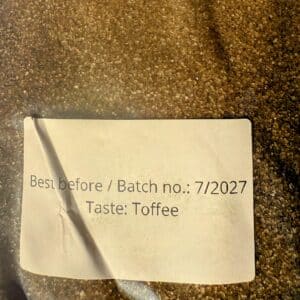 Best before / Batch no.: 7/2027
Taste: Toffee